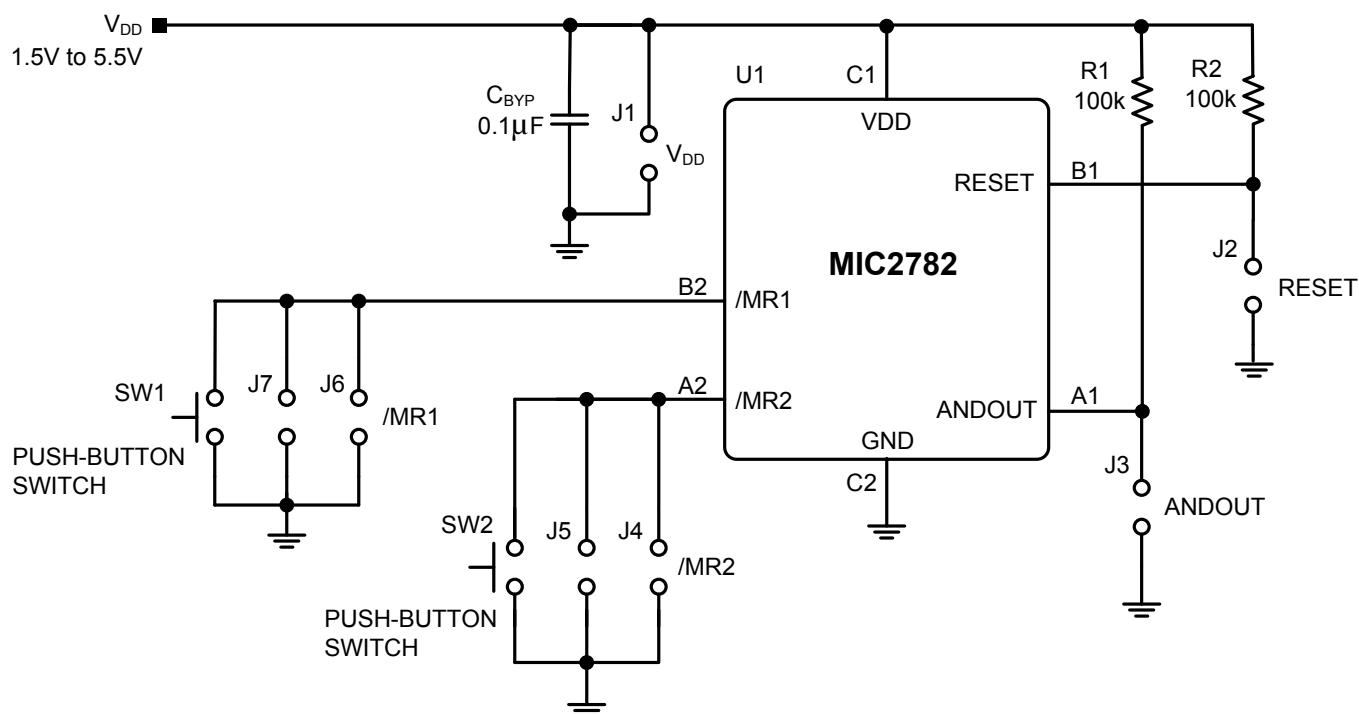 VDD
1.5V to 5.5V
CBYP
0.1µF
J1
VDD
U1
C1
VDD
R1
100k
R2
100k
RESET
B1
MIC2782
J2
RESET
B2
/MR1
SW1
J7
J6
/MR1
PUSH-BUTTON
SWITCH
A2
/MR2
ANDOUT
A1
GND
C2
J3
ANDOUT
SW2
J5
J4
/MR2
PUSH-BUTTON
SWITCH